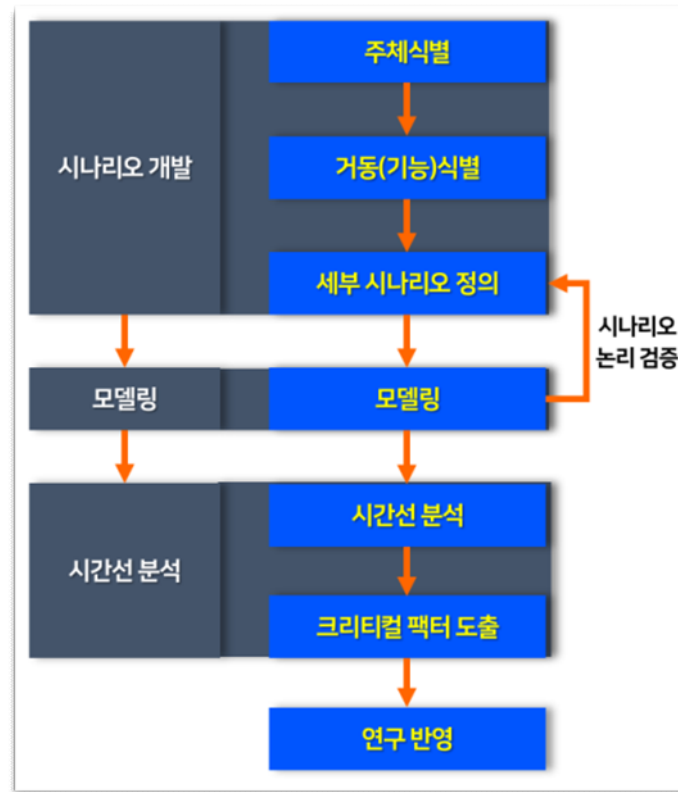 주체식별
시나리오 개발
거동(기능)식별
세부 시나리오 정의
시나리오
논리 검증
모델링
모델링
시간선 분석
시간선 분석
크리티컬 팩터 도출
연구 반영